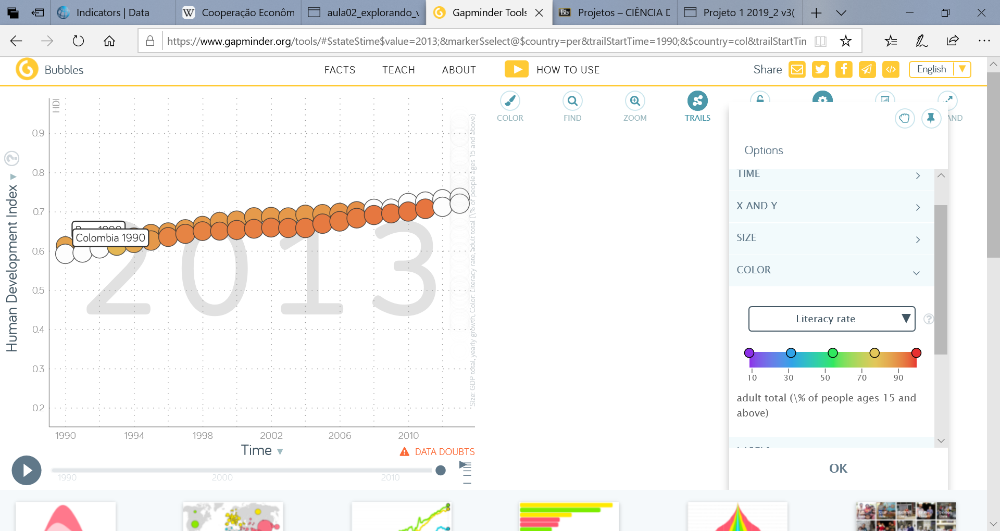 Indicators | Data
Cooperação Econôm
aula02_explorando_v
Gapminder Tools
Projetos – CIÊNCIA D
Projeto 1 2019_2 v3(
https://www.gapminder.org/tools/#$state$time$value=2013;&marker$select@$country=per&trailStartTime=1990;&$country=col&trailStartTin
Bubbles
FACTS
TEACH
ABOUT
HOW TO USE
Share
English
COLOR
FIND
ZOOM
TRAILS
AND
Options
TIME
X AND Y
SIZE
COLOR
Literacy rate
10 30 50 70 90
adult total (\% of people ages 15 and
above)
OK
HDI
Human Development Index
0.9
0.8
0.7
0.6
0.5
0.4
0.3
0.2
2013
1990
Colombia 1990
Size: GDP total, yearly growth, Color: Literacy rate, adult total (\% of people ages 15 and above)
1990 1994 1998 2002 2006 2010
Time
DATA DOUBTS
1990 2000 2010